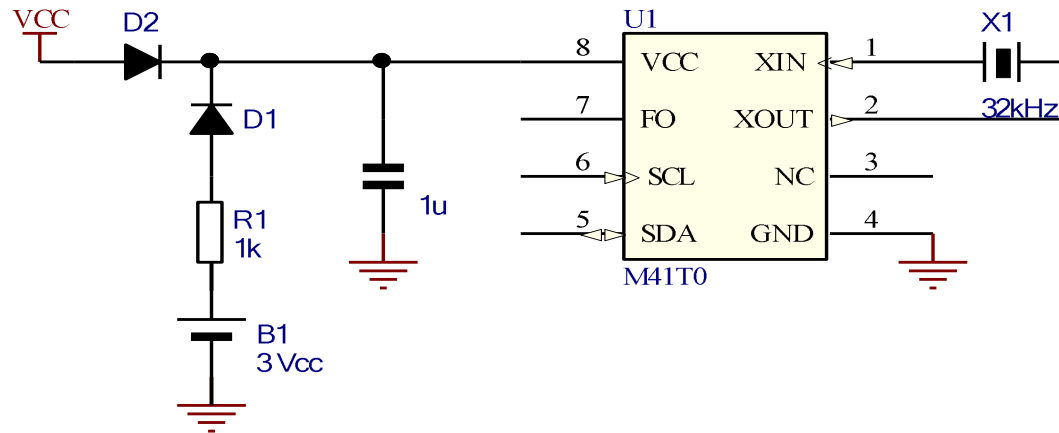 VCC
D2
D1
R1
1k
B1
3 Vcc
1u
U1
8
VCC
XIN
1
7
FO
XOUT
2
6
SCL
NC
3
5
SDA
GND
4
M41T0
X1
32kHz